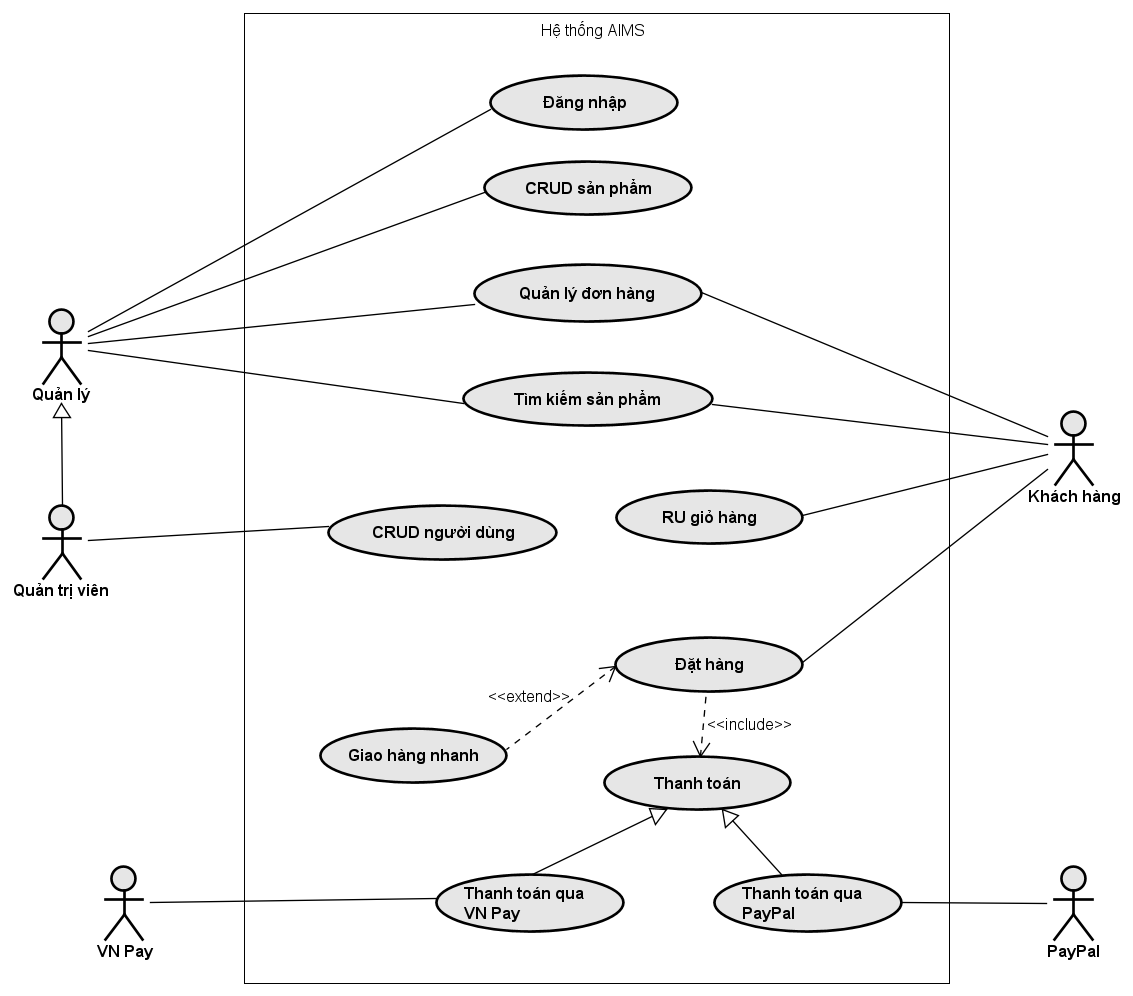 Hệ thống AIMS
Đăng nhập
CRUD sản phẩm
Quản lý đơn hàng
Quản lý
Tìm kiếm sản phẩm
Khách hàng
RU giỏ hàng
CRUD người dùng
Quản trị viên
Đặt hàng
<<extend>>
<<include>>
Giao hàng nhanh
Thanh toán
Thanh toán qua
VN Pay
Thanh toán qua
PayPal
VN Pay
PayPal